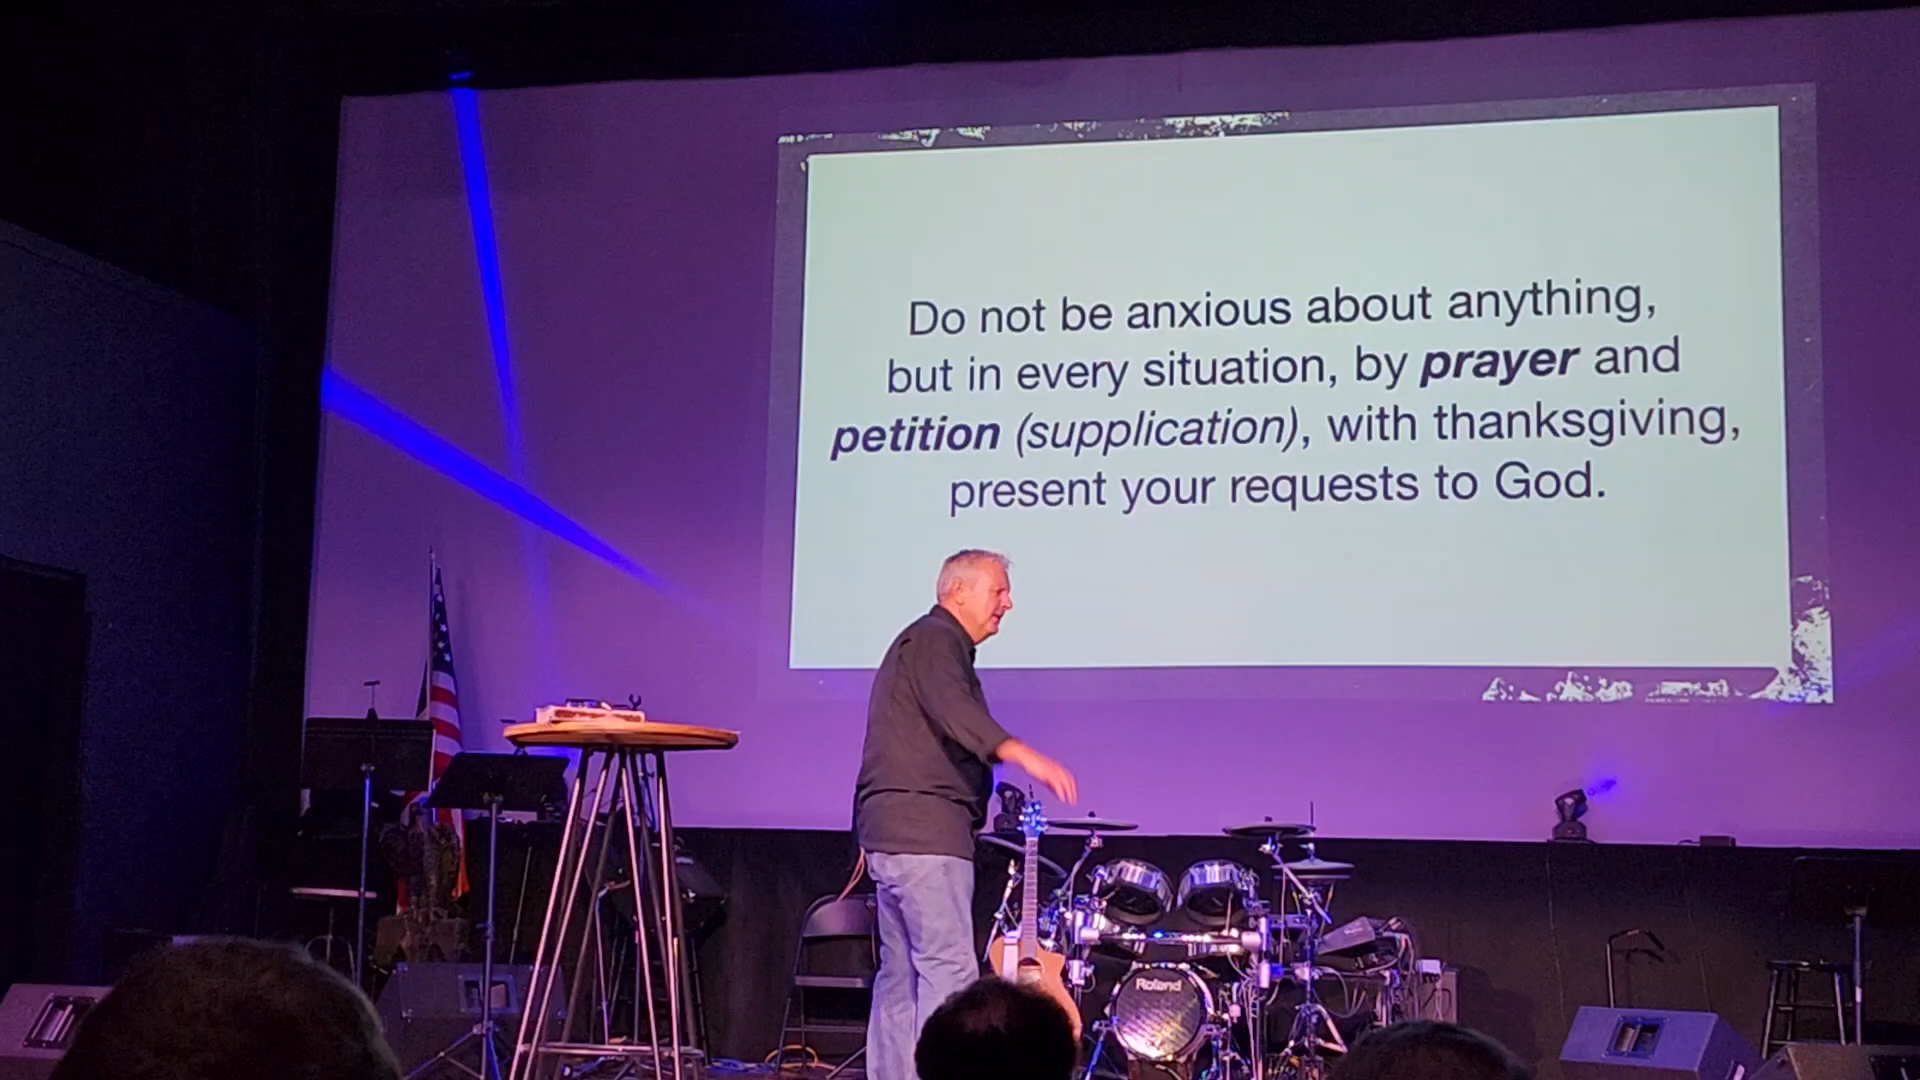 Do not be anxious about anything,
but in every situation, by prayer and
petition (supplication), with thanksgiving,
present your requests to God.
Roland